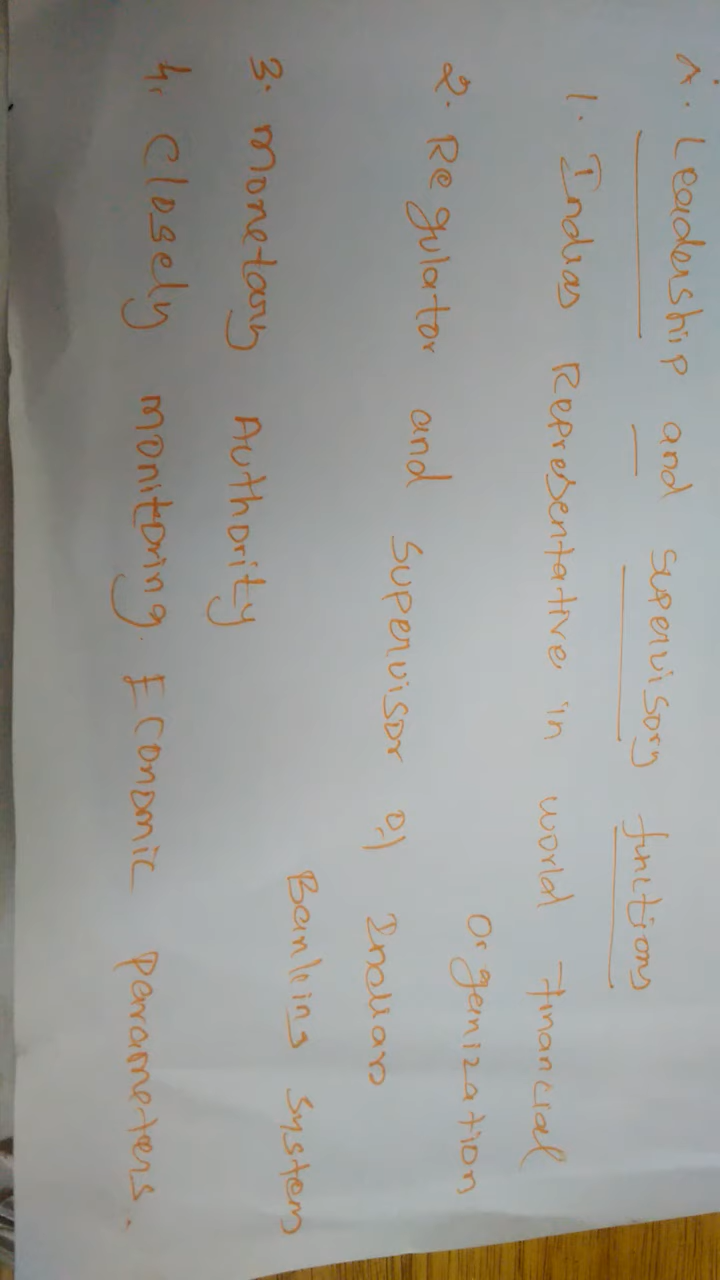 A. Leadership and supervisory functions
1. Indias Representative in world Financial
Organization
2. Regulator and Supervisor of Indian
Banking System
3. Monetary Authority
4. Closely monitoring Economic parameters.